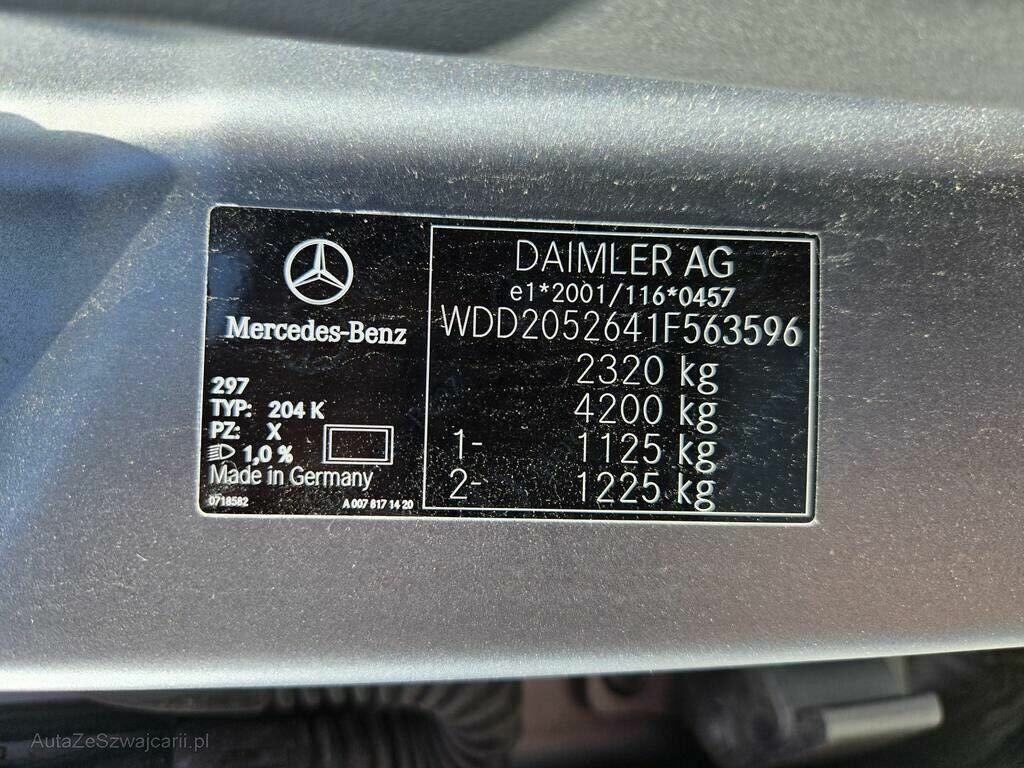 Mercedes-Benz
297
TYP: 204 K
PZ: X
1,0 %
Made in Germany
0718582
A 007 817 14 20
DAIMLER AG
e1*2001/116*0457
WDD2052641F563596
2320 kg
4200 kg
1- 1125 kg
2- 1225 kg
AutaZeSzwajcarii.pl